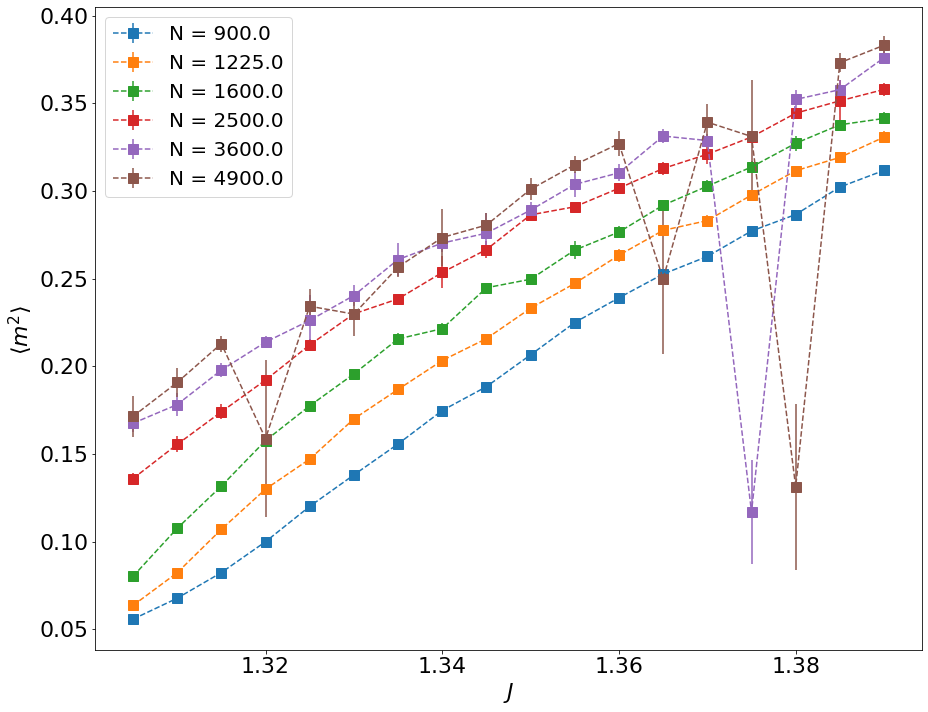 0.40
0.35
0.30
0.25
0.20
0.15
0.10
0.05
⟨m²⟩
N = 900.0
N = 1225.0
N = 1600.0
N = 2500.0
N = 3600.0
N = 4900.0
1.32 1.34 1.36 1.38
J